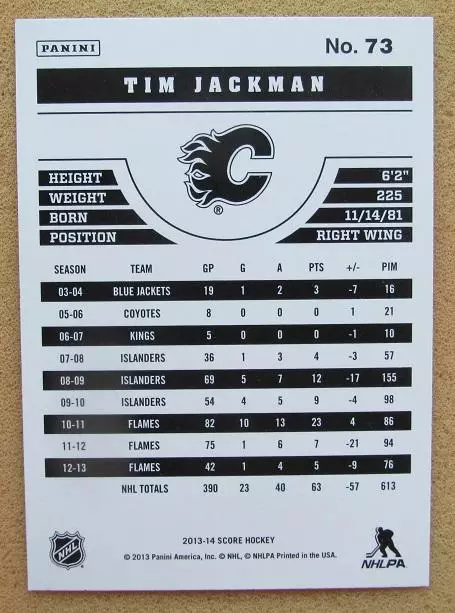 PANINI No. 73
TIM JACKMAN
C
®
HEIGHT 6'2"
WEIGHT 225
BORN 11/14/81
POSITION RIGHT WING
SEASON TEAM GP G A PTS +/- PIM
03-04 BLUE JACKETS 19 1 2 3 -7 16
05-06 COYOTES 8 0 0 0 1 21
06-07 KINGS 5 0 0 0 -1 10
07-08 ISLANDERS 36 1 3 4 -3 57
08-09 ISLANDERS 69 5 7 12 -17 155
09-10 ISLANDERS 54 4 5 9 -4 98
10-11 FLAMES 82 10 13 23 4 86
11-12 FLAMES 75 1 6 7 -21 94
12-13 FLAMES 42 1 4 5 -9 76
NHL TOTALS 390 23 40 63 -57 613
2013-14 SCORE HOCKEY
© 2013 Panini America, Inc. © NHL, © NHLPA Printed in the USA.
NHL NHLPA